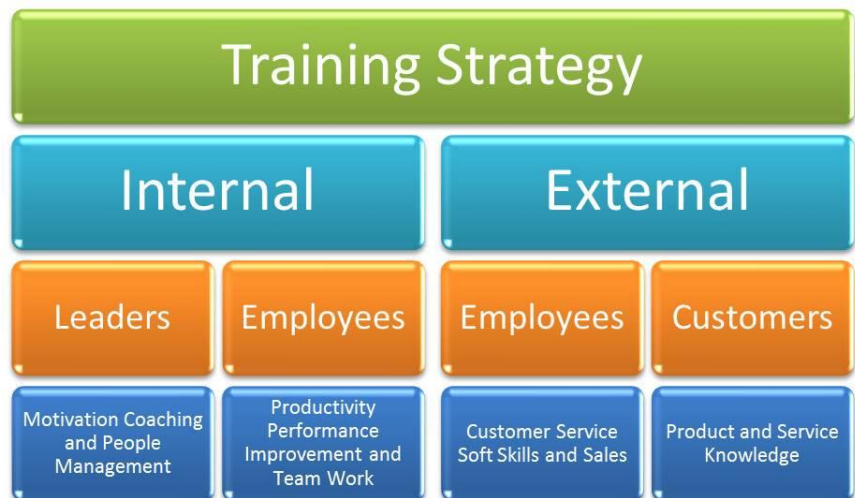 Training Strategy
Internal
External
Leaders
Employees
Employees
Customers
Motivation Coaching
and People
Management
Productivity
Performance
Improvement and
Team Work
Customer Service
Soft Skills and Sales
Product and Service
Knowledge